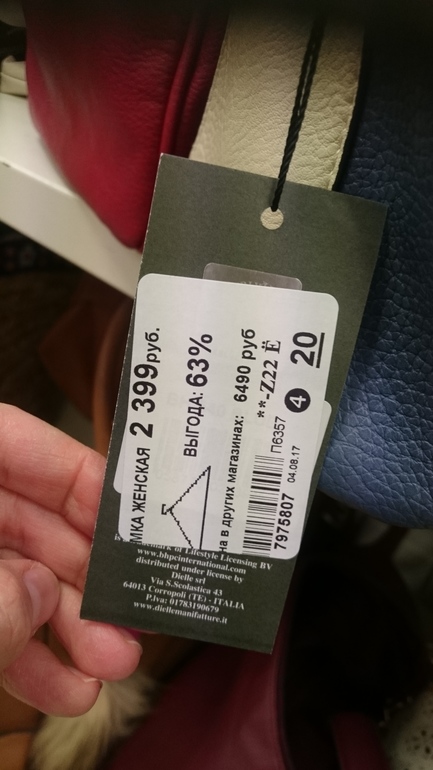 МКА ЖЕНСКАЯ 2 399руб.
ВЫГОДА: 63%
на в других магазинах: 6490 руб
**-Z22 Ё
4 20
П6357
7975807 04.08.17
of Lifestyle Licensing BV
www.bhpcinternational.com
distributed under license by
Dielle srl
Via S.Scolastica 43
64013 Corropoli (TE) - ITALIA
P.Iva: 01783190679
www.diellemanifatture.it